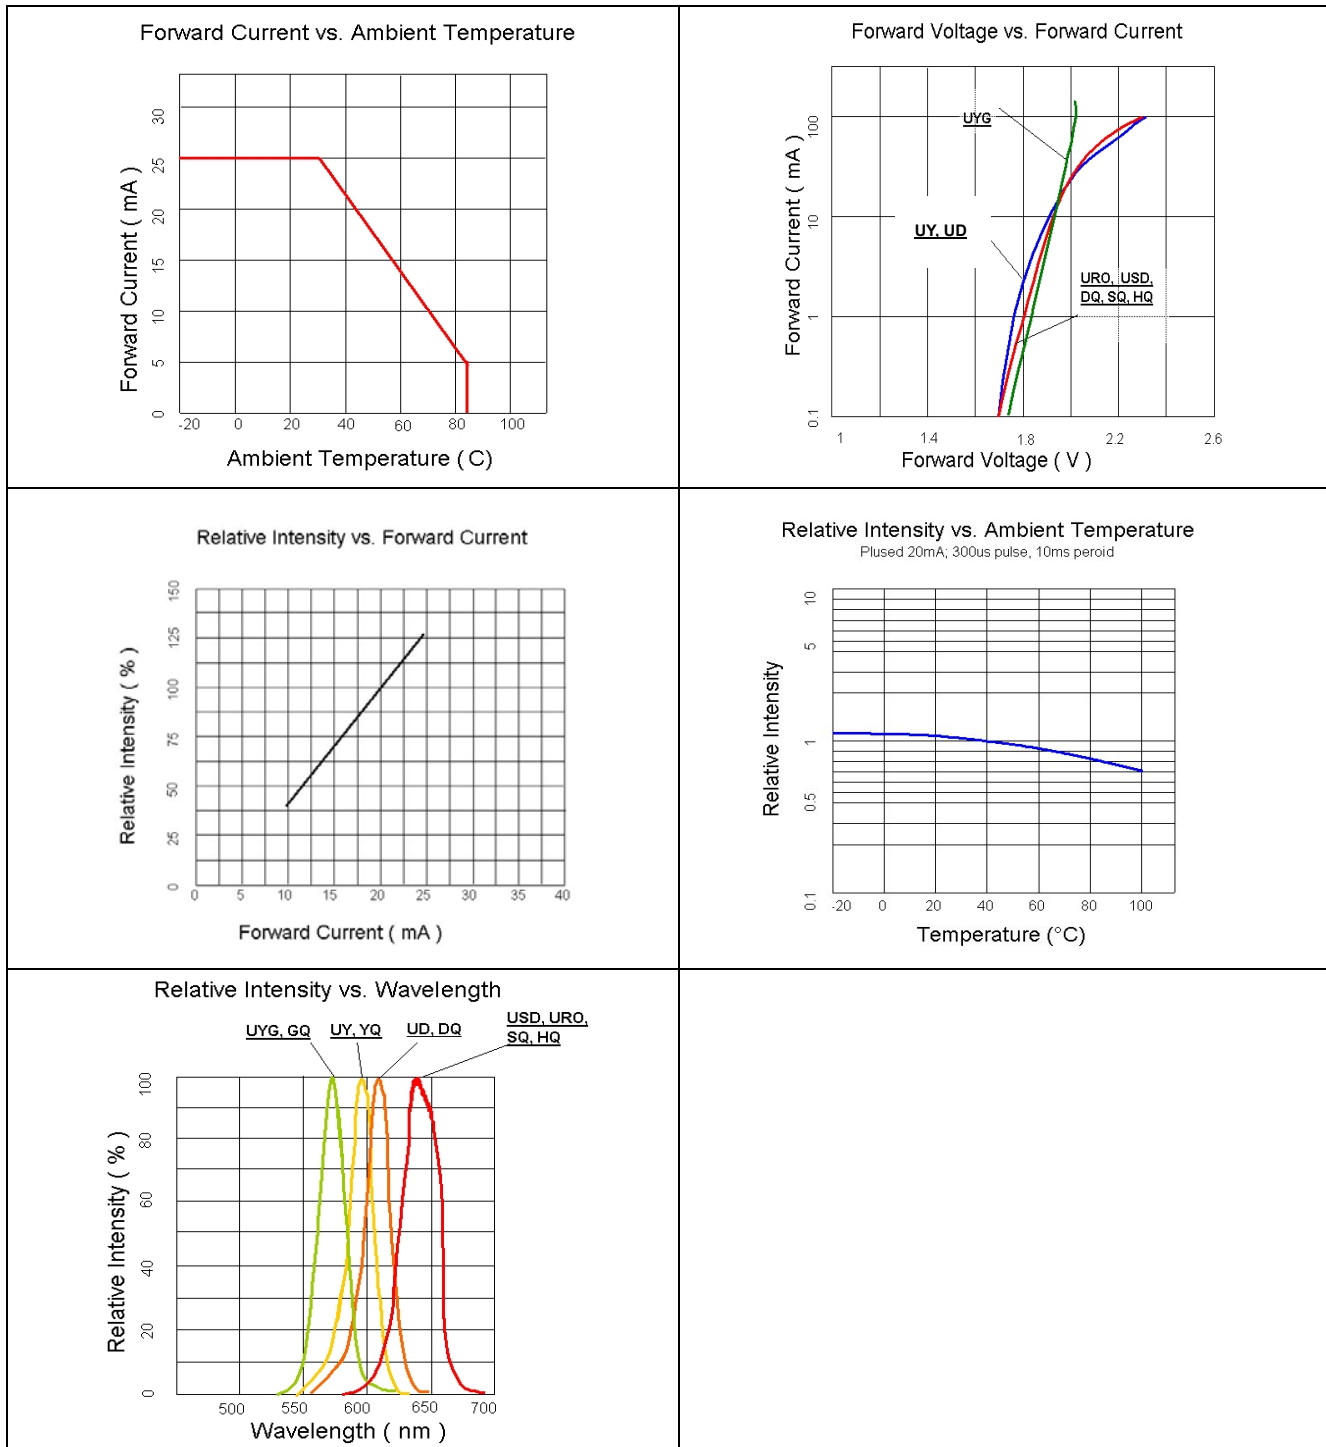 Forward Current vs. Ambient Temperature
Forward Current ( mA )
30
25
20
15
10
5
0
-20 0 20 40 60 80 100
Ambient Temperature ( C)
Forward Voltage vs. Forward Current
Forward Current ( mA )
100
10
1
0.1
UYG
UY, UD
URO, USD,
DQ, SQ, HQ
1 1.4 1.8 2.2 2.6
Forward Voltage ( V )
Relative Intensity vs. Forward Current
Relative Intensity ( % )
150
125
100
75
50
25
0
0 5 10 15 20 25 30 35 40
Forward Current ( mA )
Relative Intensity vs. Ambient Temperature
Plused 20mA; 300us pulse, 10ms peroid
Relative Intensity
10
5
1
0.5
0.1
-20 0 20 40 60 80 100
Temperature (°C)
Relative Intensity vs. Wavelength
UYG, GQ UY, YQ UD, DQ USD, URO,
SQ, HQ
Relative Intensity ( % )
100
80
60
40
20
0
500 550 600 650 700
Wavelength ( nm )